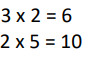 3 x 2 = 6
2 x 5 = 10